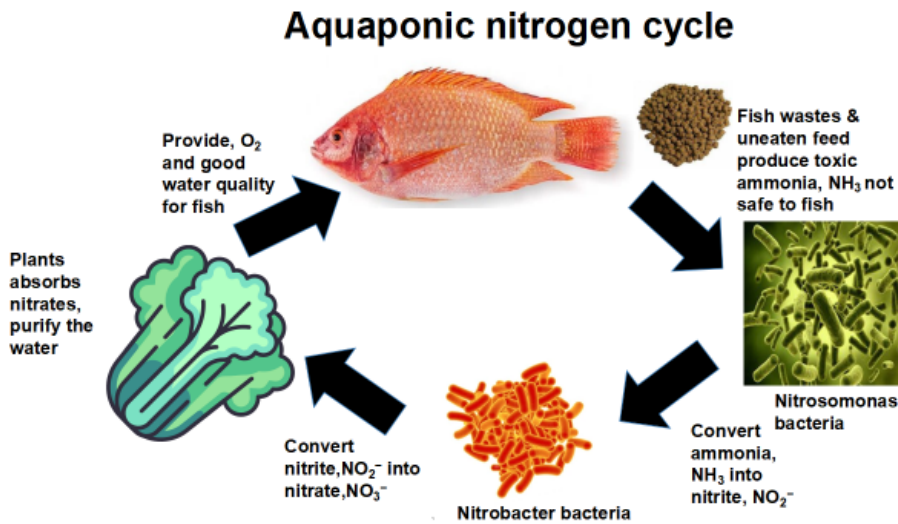 Aquaponic nitrogen cycle
Provide, O₂
and good
water quality
for fish
Fish wastes &
uneaten feed
produce toxic
ammonia, NH₃ not
safe to fish
Plants
absorbs
nitrates,
purify the
water
Nitrosomonas
bacteria
Convert
ammonia,
NH₃ into
nitrite, NO₂⁻
Convert
nitrite,NO₂⁻ into
nitrate,NO₃⁻
Nitrobacter bacteria